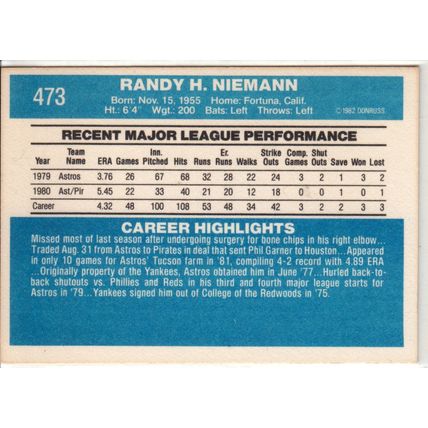 473
RANDY H. NIEMANN
Born: Nov. 15, 1955 Home: Fortuna, Calif.
Ht.: 6'4" Wgt.: 200 Bats: Left Throws: Left
© 1982 DONRUSS
RECENT MAJOR LEAGUE PERFORMANCE
Year Team Name ERA Games Inn. Pitched Hits Runs Er. Runs Walks Strike Outs Comp. Games Shut Outs Save Won Lost
1979 Astros 3.76 26 67 68 32 28 22 24 3 2 1 3 2
1980 Ast/Pir 5.45 22 33 40 21 20 12 18 0 0 1 0 1
Career 4.32 48 100 108 53 48 34 42 3 2 2 3 3
CAREER HIGHLIGHTS
Missed most of last season after undergoing surgery for bone chips in his right elbow...
Traded Aug. 31 from Astros to Pirates in deal that sent Phil Garner to Houston...Appeared
in only 10 games for Astros' Tucson farm in '81, compiling 4-2 record with 4.89 ERA
...Originally property of the Yankees, Astros obtained him in June '77...Hurled back-to
back shutouts vs. Phillies and Reds in his third and fourth major league starts for
Astros in '79...Yankees signed him out of College of the Redwoods in '75.